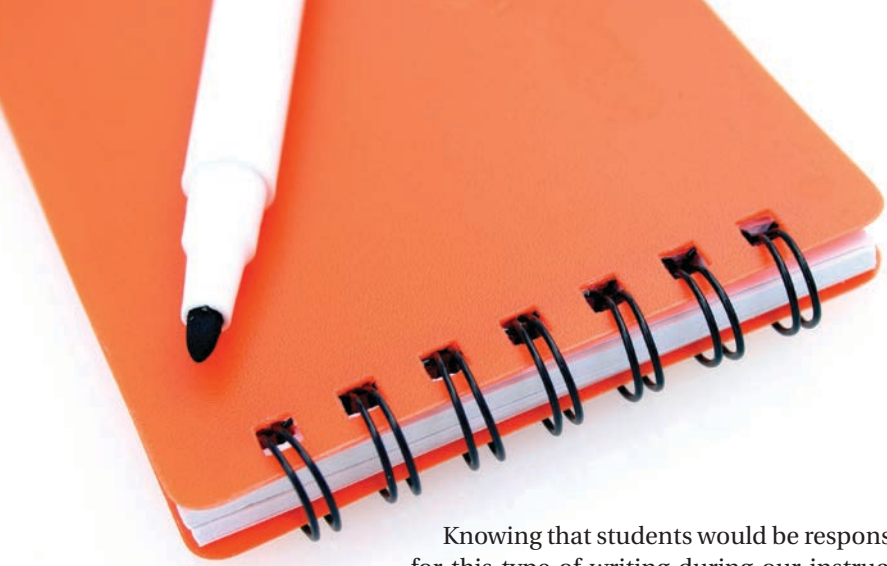 Knowing that students would be respons
for this type of writing during our instruc